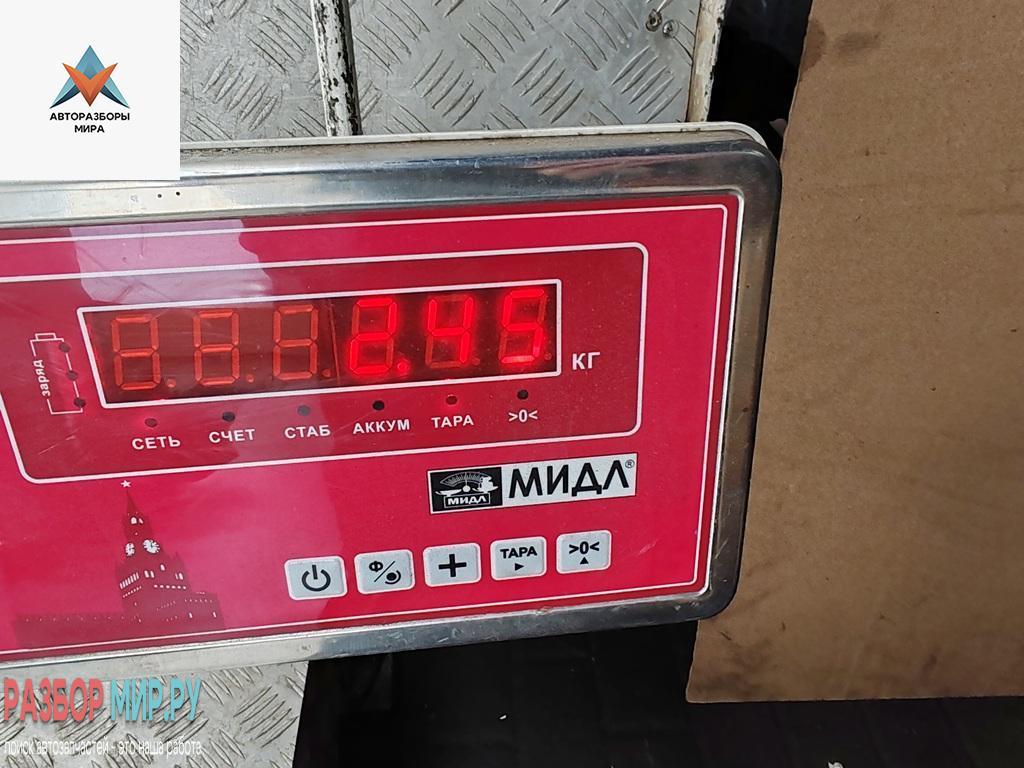 АВТОРАЗБОРЫ
МИРА
заряд
2.45
КГ
СЕТЬ СЧЕТ СТАБ АККУМ ТАРА >0<
МИДЛ МИДЛ®
Ф/ + ТАРА >0<
РАЗБОР МИР.РУ
поиск автозапчастей - это наша работа